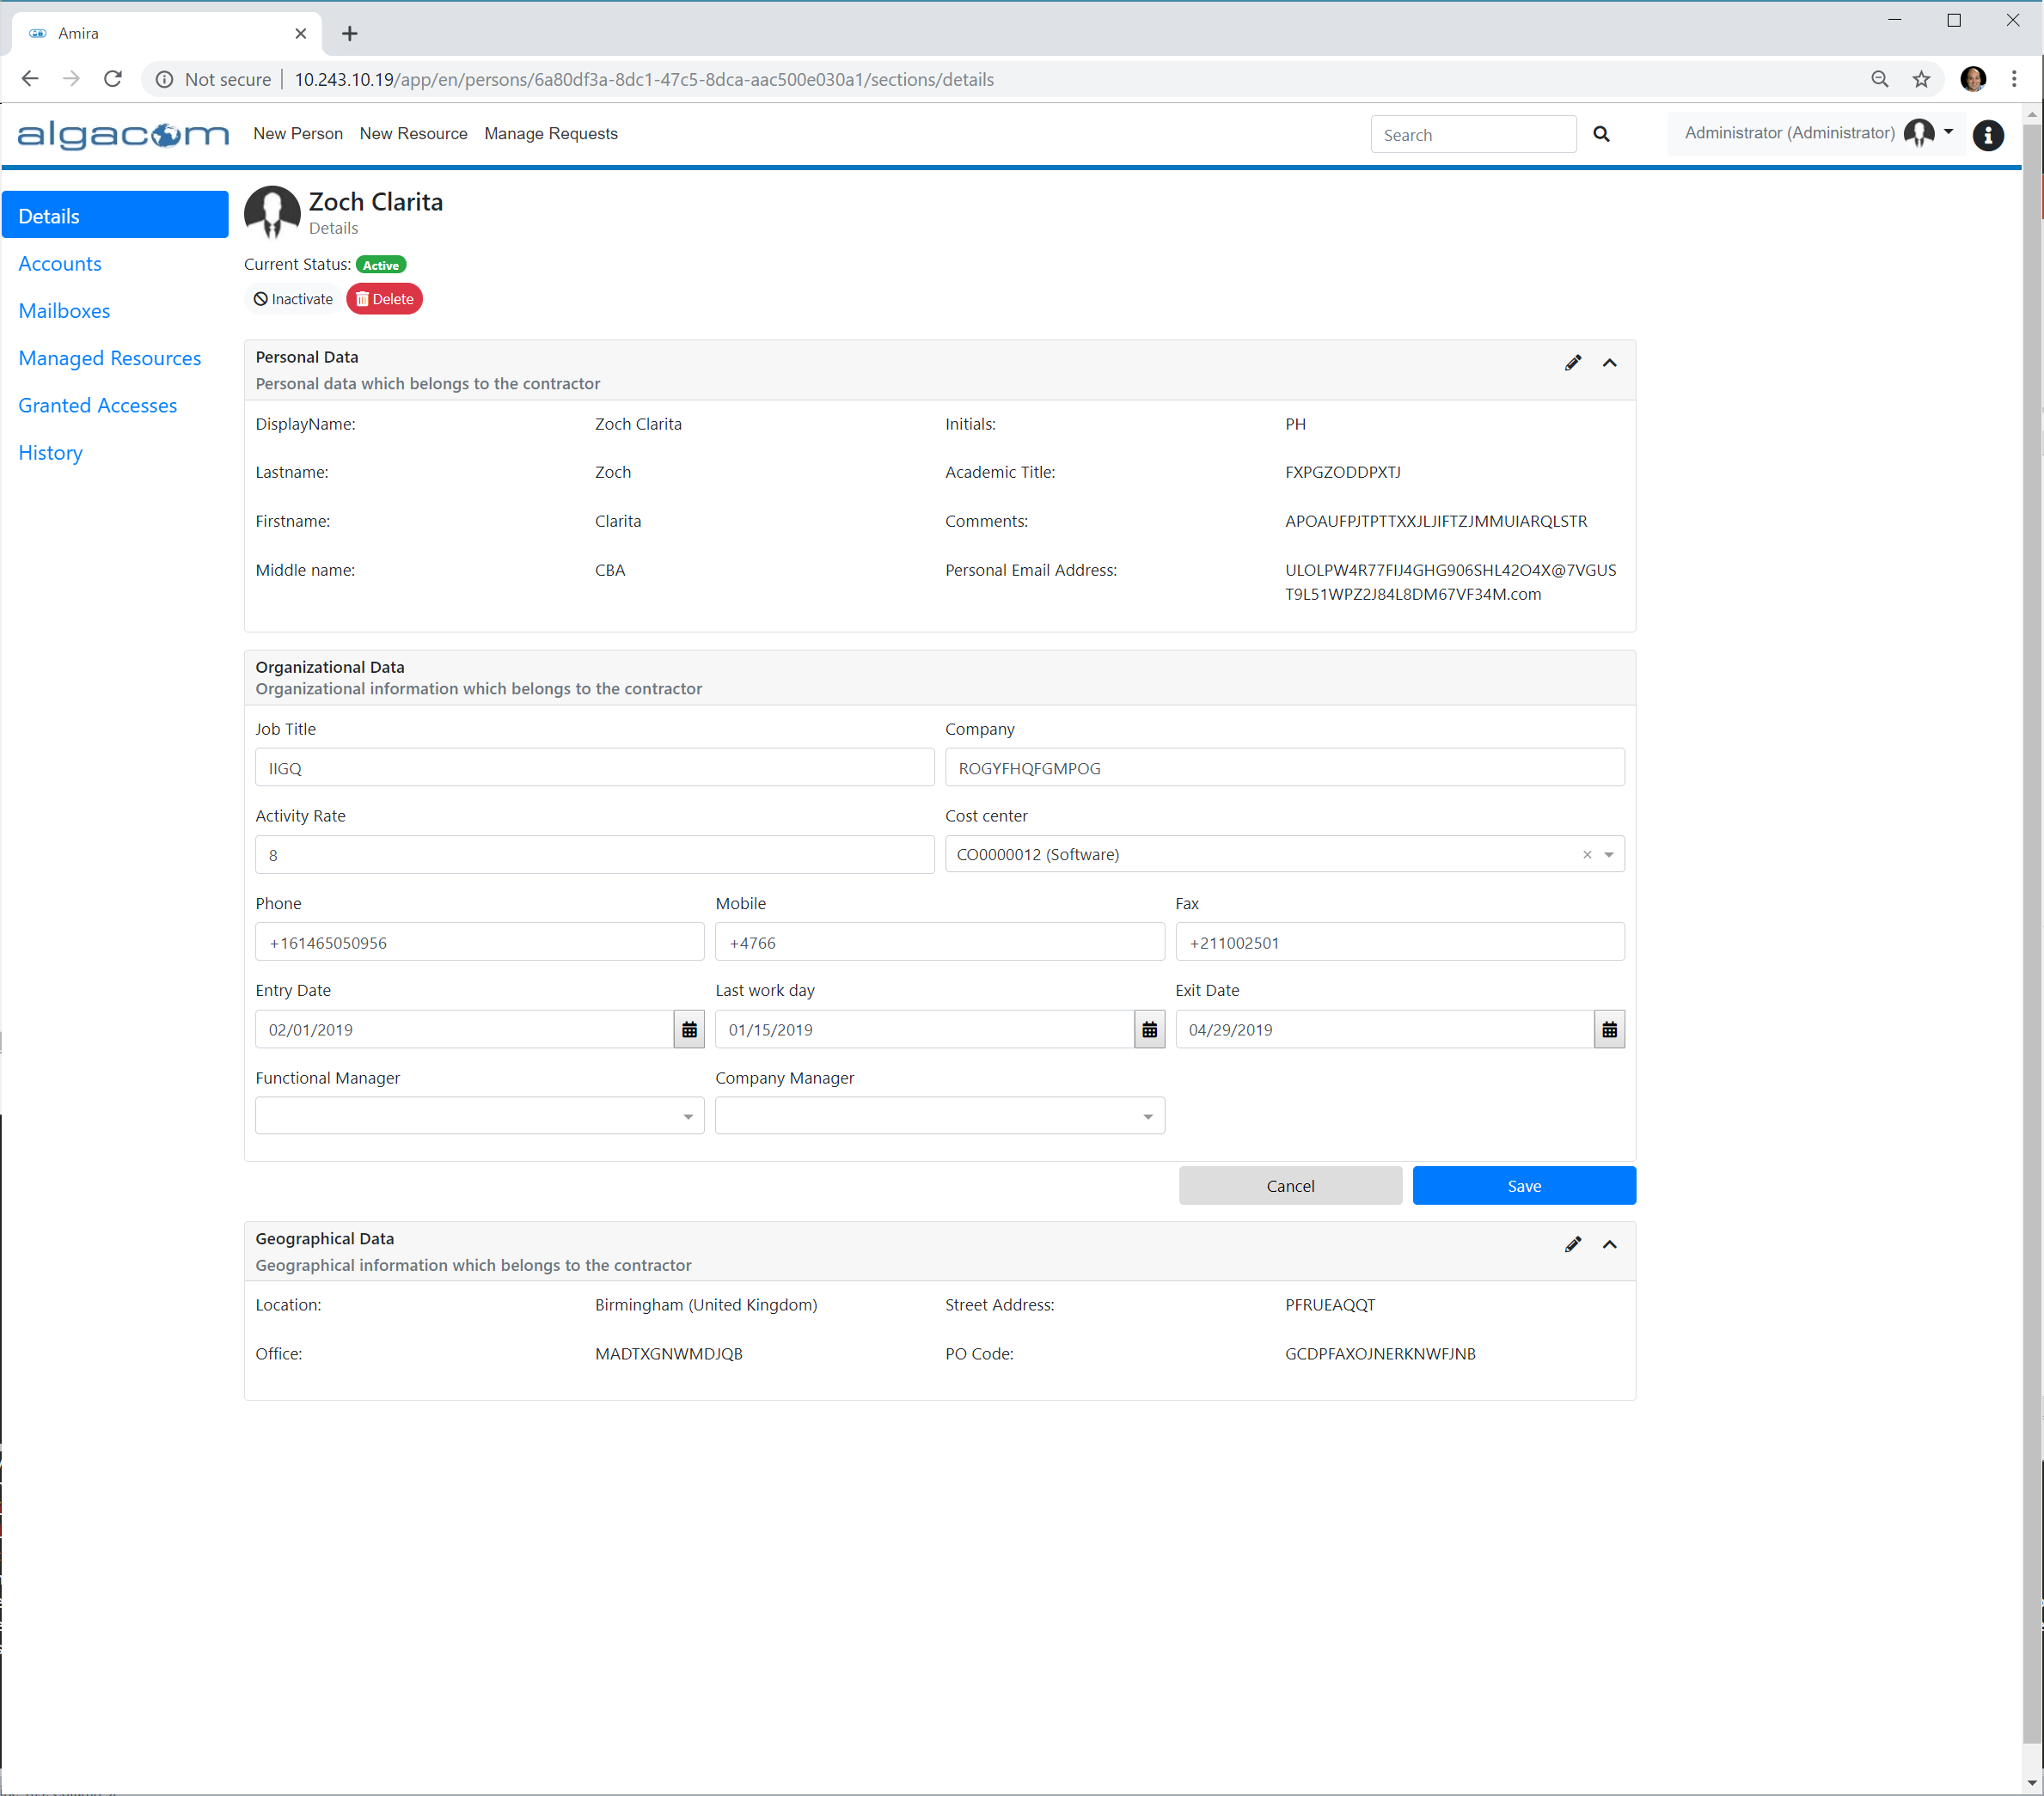 Amira
Not secure 10.243.10.19/app/en/persons/6a80df3a-8dc1-47c5-8dca-aac500e030a1/sections/details
algacom New Person New Resource Manage Requests Search Administrator (Administrator)
Details
Accounts
Mailboxes
Managed Resources
Granted Accesses
History
Zoch Clarita
Details
Current Status: Active
Inactivate Delete
Personal Data
Personal data which belongs to the contractor
DisplayName: Zoch Clarita Initials: PH
Lastname: Zoch Academic Title: FXPGZODDPXTJ
Firstname: Clarita Comments: APOAUFPJTPTTXXJLJIFTZJMMUIARQLSTR
Middle name: CBA Personal Email Address: ULOLPW4R77FIJ4GHG906SHL42O4X@7VGUS
T9L51WPZ2J84L8DM67VF34M.com
Organizational Data
Organizational information which belongs to the contractor
Job Title Company
IIGQ ROGYFHQFGMPOG
Activity Rate Cost center
8 CO0000012 (Software)
Phone Mobile Fax
+161465050956 +4766 +211002501
Entry Date Last work day Exit Date
02/01/2019 01/15/2019 04/29/2019
Functional Manager Company Manager
Cancel Save
Geographical Data
Geographical information which belongs to the contractor
Location: Birmingham (United Kingdom) Street Address: PFRUEAQQT
Office: MADTXGNWMDJQB PO Code: GCDPFAXOJNERKNWFJNB